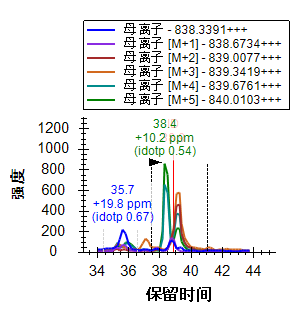 母离子 - 838.3391+++
母离子 [M+1] - 838.6734+++
母离子 [M+2] - 839.0077+++
母离子 [M+3] - 839.3419+++
母离子 [M+4] - 839.6761+++
母离子 [M+5] - 840.0103+++
38.4
+10.2 ppm
(idotp 0.54)
35.7
+19.8 ppm
(idotp 0.67)
强度
1200
1000
800
600
400
200
0
34 36 38 40 42 44
保留时间